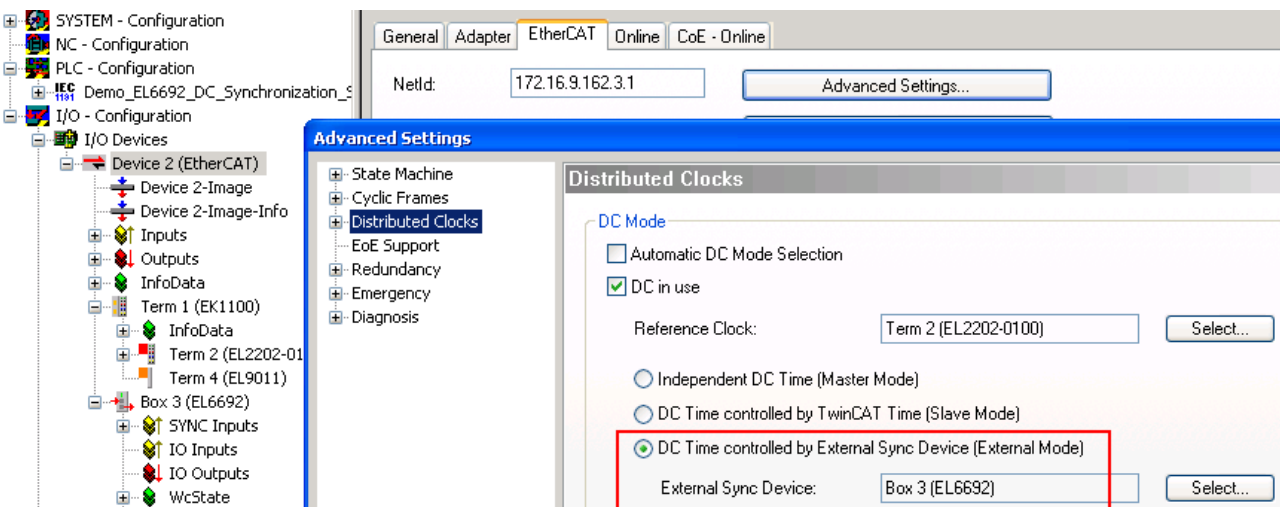 SYSTEM - Configuration
NC - Configuration
PLC - Configuration
IEC 1131
Demo_EL6692_DC_Synchronization_
I/O - Configuration
I/O Devices
Device 2 (EtherCAT)
Device 2-Image
Device 2-Image-Info
Inputs
Outputs
InfoData
Term 1 (EK1100)
InfoData
Term 2 (EL2202-01
Term 4 (EL9011)
Box 3 (EL6692)
SYNC Inputs
IO Inputs
IO Outputs
WcState
General Adapter EtherCAT Online CoE - Online
NetId: 172.16.9.162.3.1 Advanced Settings...
Advanced Settings
State Machine
Cyclic Frames
Distributed Clocks
EoE Support
Redundancy
Emergency
Diagnosis
Distributed Clocks
DC Mode
Automatic DC Mode Selection
DC in use
Reference Clock: Term 2 (EL2202-0100) Select...
Independent DC Time (Master Mode)
DC Time controlled by TwinCAT Time (Slave Mode)
DC Time controlled by External Sync Device (External Mode)
External Sync Device: Box 3 (EL6692) Select...